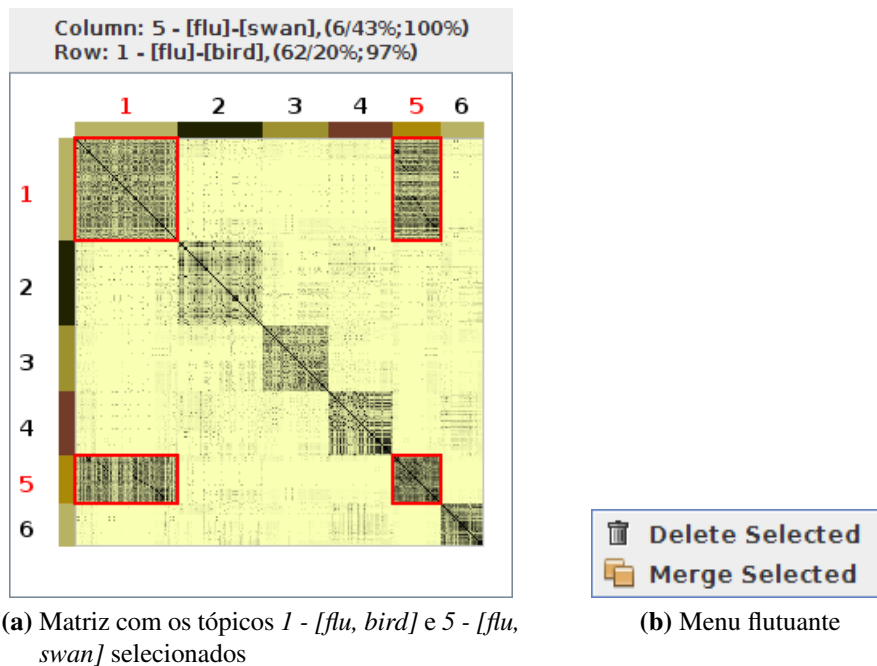 Column: 5 - [flu]-[swan],(6/43%;100%)
Row: 1 - [flu]-[bird],(62/20%;97%)
1 2 3 4 5 6
1
2
3
4
5
6
Delete Selected
Merge Selected
(a) Matriz com os tópicos 1 - [flu, bird] e 5 - [flu,
swan] selecionados
(b) Menu flutuante